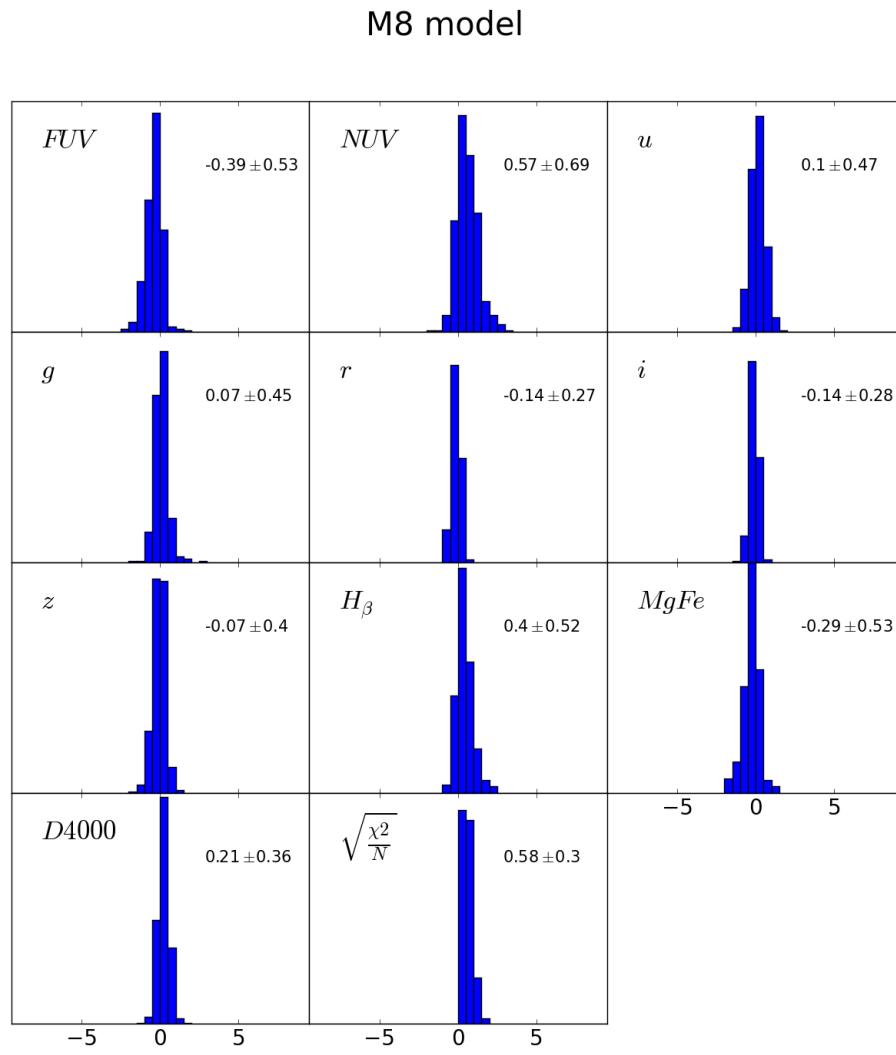 M8 model
FUV
-0.39±0.53
NUV
0.57±0.69
u
0.1±0.47
g
0.07±0.45
r
-0.14±0.27
i
-0.14±0.28
z
-0.07±0.4
H_β
0.4±0.52
MgFe
-0.29±0.53
−5 0 5
D4000
0.21±0.36
√(χ2/N)
0.58±0.3
−5 0 5
−5 0 5